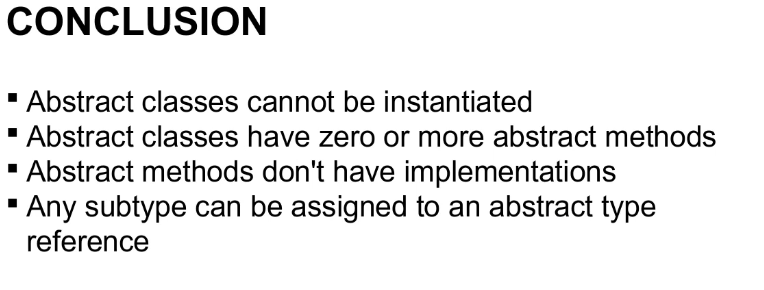 CONCLUSION
▪ Abstract classes cannot be instantiated
▪ Abstract classes have zero or more abstract methods
▪ Abstract methods don't have implementations
▪ Any subtype can be assigned to an abstract type
reference